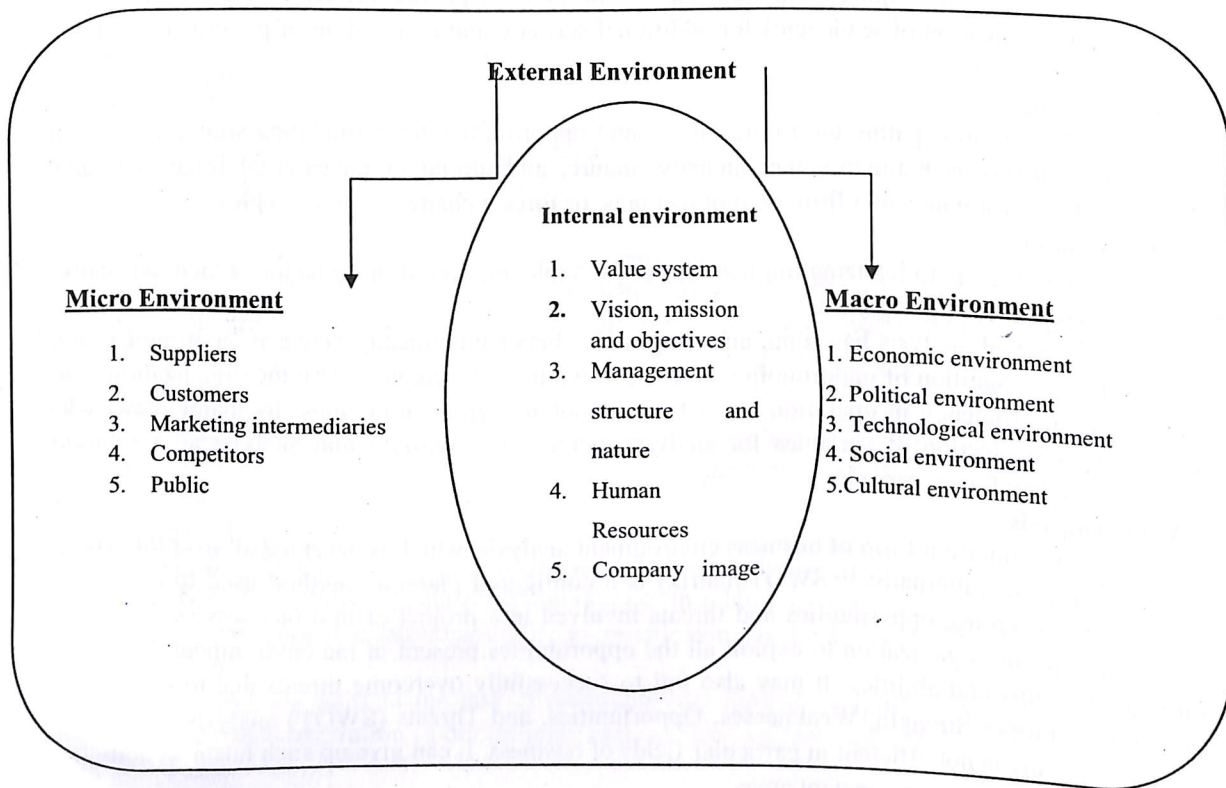 External Environment
Internal environment
1. Value system
2. Vision, mission
and objectives
3. Management
structure and
nature
4. Human
Resources
5. Company image
Micro Environment
1. Suppliers
2. Customers
3. Marketing intermediaries
4. Competitors
5. Public
Macro Environment
1. Economic environment
2. Political environment
3. Technological environment
4. Social environment
5.Cultural environment